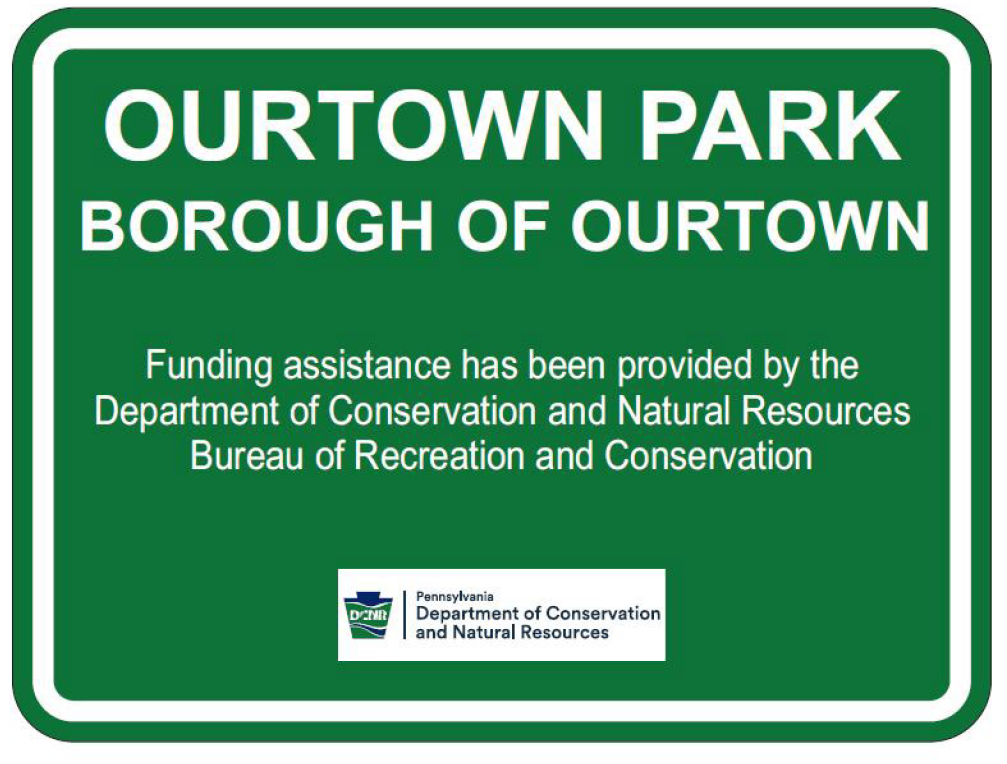 OURTOWN PARK
BOROUGH OF OURTOWN
Funding assistance has been provided by the
Department of Conservation and Natural Resources
Bureau of Recreation and Conservation
DCNR
Pennsylvania
Department of Conservation
and Natural Resources